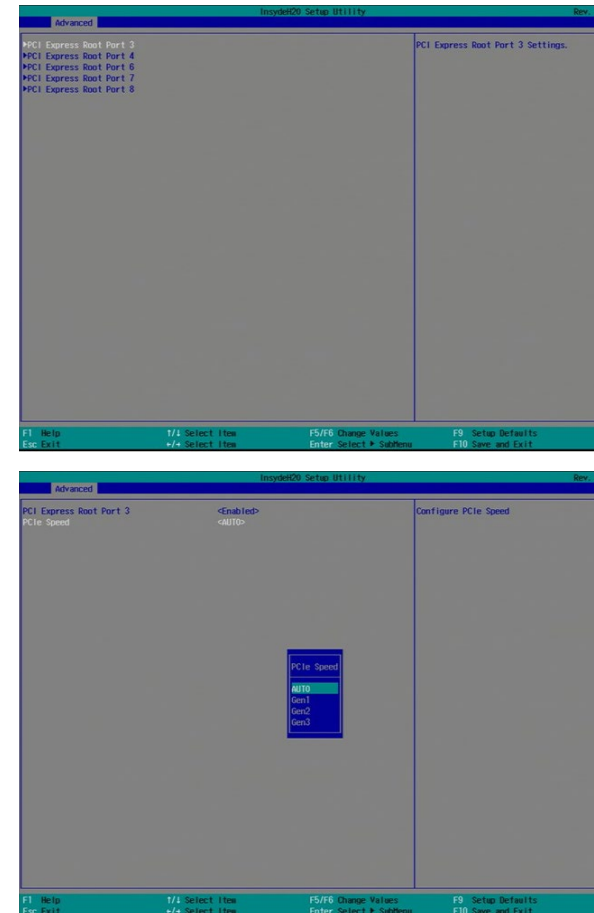 InsydeH20 Setup Utility Rev.
Advanced
▶PCI Express Root Port 3 PCI Express Root Port 3 Settings.
▶PCI Express Root Port 4
▶PCI Express Root Port 6
▶PCI Express Root Port 7
▶PCI Express Root Port 8
F1 Help ↑/↓ Select Item F5/F6 Change Values F9 Setup Defaults
Esc Exit ←/→ Select Item Enter Select ▶ SubMenu F10 Save and Exit
InsydeH20 Setup Utility Rev.
Advanced
PCI Express Root Port 3 <Enabled> Configure PCIe Speed
PCIe Speed <AUTO>
PCIe Speed
AUTO
Gen1
Gen2
Gen3
F1 Help ↑/↓ Select Item F5/F6 Change Values F9 Setup Defaults
Esc Exit ←/→ Select Item Enter Select ▶ SubMenu F10 Save and Exit